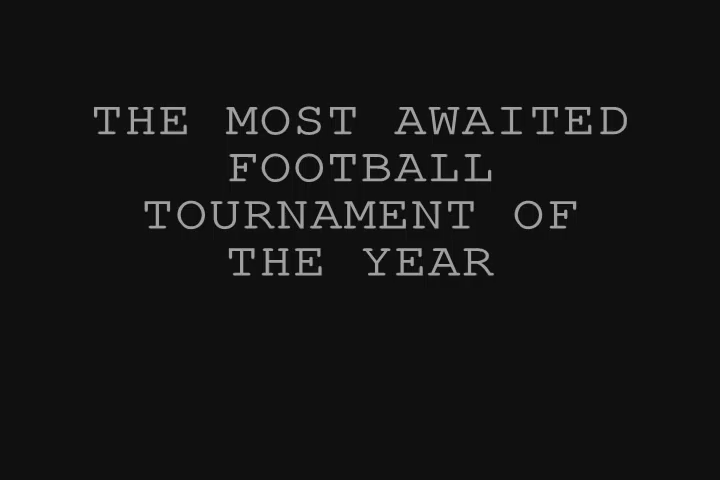 THE MOST AWAITED
FOOTBALL
TOURNAMENT OF
THE YEAR